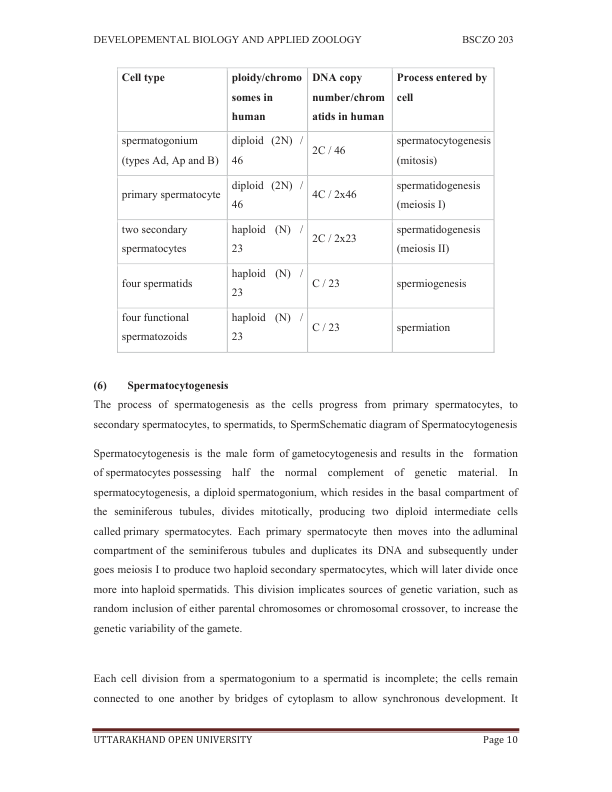 DEVELOPEMENTAL BIOLOGY AND APPLIED ZOOLOGY BSCZO 203
Cell type ploidy/chromo DNA copy Process entered by
somes in number/chrom cell
human atids in human
spermatogonium diploid (2N) / 2C / 46 spermatocytogenesis
(types Ad, Ap and B) 46 (mitosis)
primary spermatocyte diploid (2N) / 4C / 2x46 spermatidogenesis
46 (meiosis I)
two secondary haploid (N) / 2C / 2x23 spermatidogenesis
spermatocytes 23 (meiosis II)
four spermatids haploid (N) / C / 23 spermiogenesis
23
four functional haploid (N) / C / 23 spermiation
spermatozoids 23
(6) Spermatocytogenesis
The process of spermatogenesis as the cells progress from primary spermatocytes, to
secondary spermatocytes, to spermatids, to SpermSchematic diagram of Spermatocytogenesis
Spermatocytogenesis is the male form of gametocytogenesis and results in the formation
of spermatocytes possessing half the normal complement of genetic material. In
spermatocytogenesis, a diploid spermatogonium, which resides in the basal compartment of
the seminiferous tubules, divides mitotically, producing two diploid intermediate cells
called primary spermatocytes. Each primary spermatocyte then moves into the adluminal
compartment of the seminiferous tubules and duplicates its DNA and subsequently under
goes meiosis I to produce two haploid secondary spermatocytes, which will later divide once
more into haploid spermatids. This division implicates sources of genetic variation, such as
random inclusion of either parental chromosomes or chromosomal crossover, to increase the
genetic variability of the gamete.
Each cell division from a spermatogonium to a spermatid is incomplete; the cells remain
connected to one another by bridges of cytoplasm to allow synchronous development. It
UTTARAKHAND OPEN UNIVERSITY Page 10